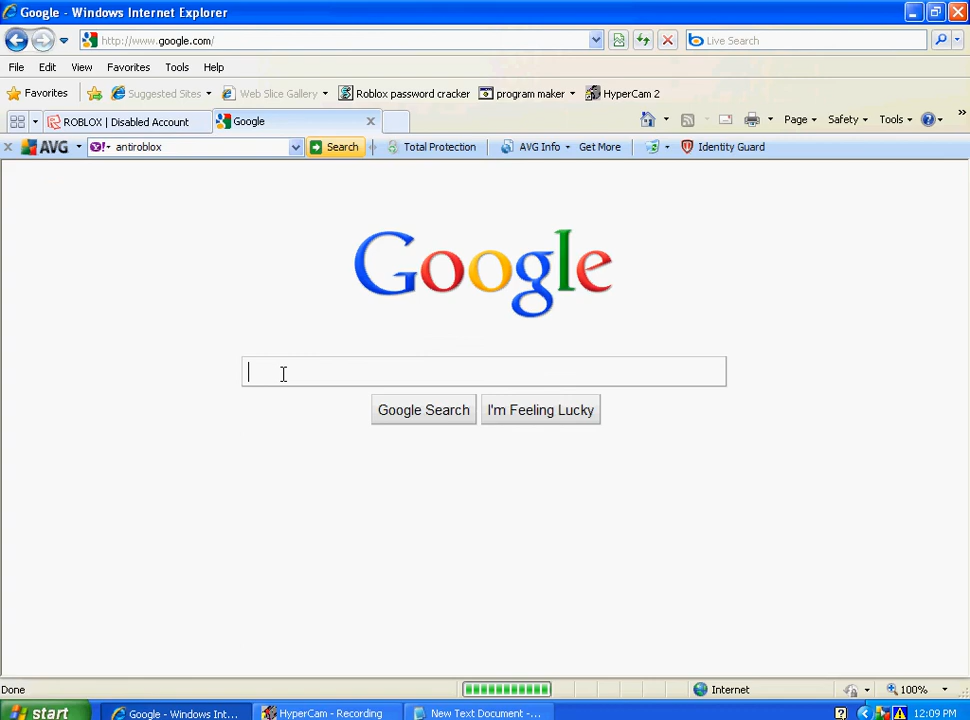 Google - Windows Internet Explorer
http://www.google.com/
Live Search
File Edit View Favorites Tools Help
Favorites Suggested Sites Web Slice Gallery Roblox password cracker program maker HyperCam 2
ROBLOX | Disabled Account Google Page Safety Tools
AVG Y! antiroblox Search Total Protection AVG Info Get More Identity Guard
Google
Google Search I'm Feeling Lucky
Done Internet 100%
start Google - Windows Int... HyperCam - Recording New Text Document -... 12:09 PM